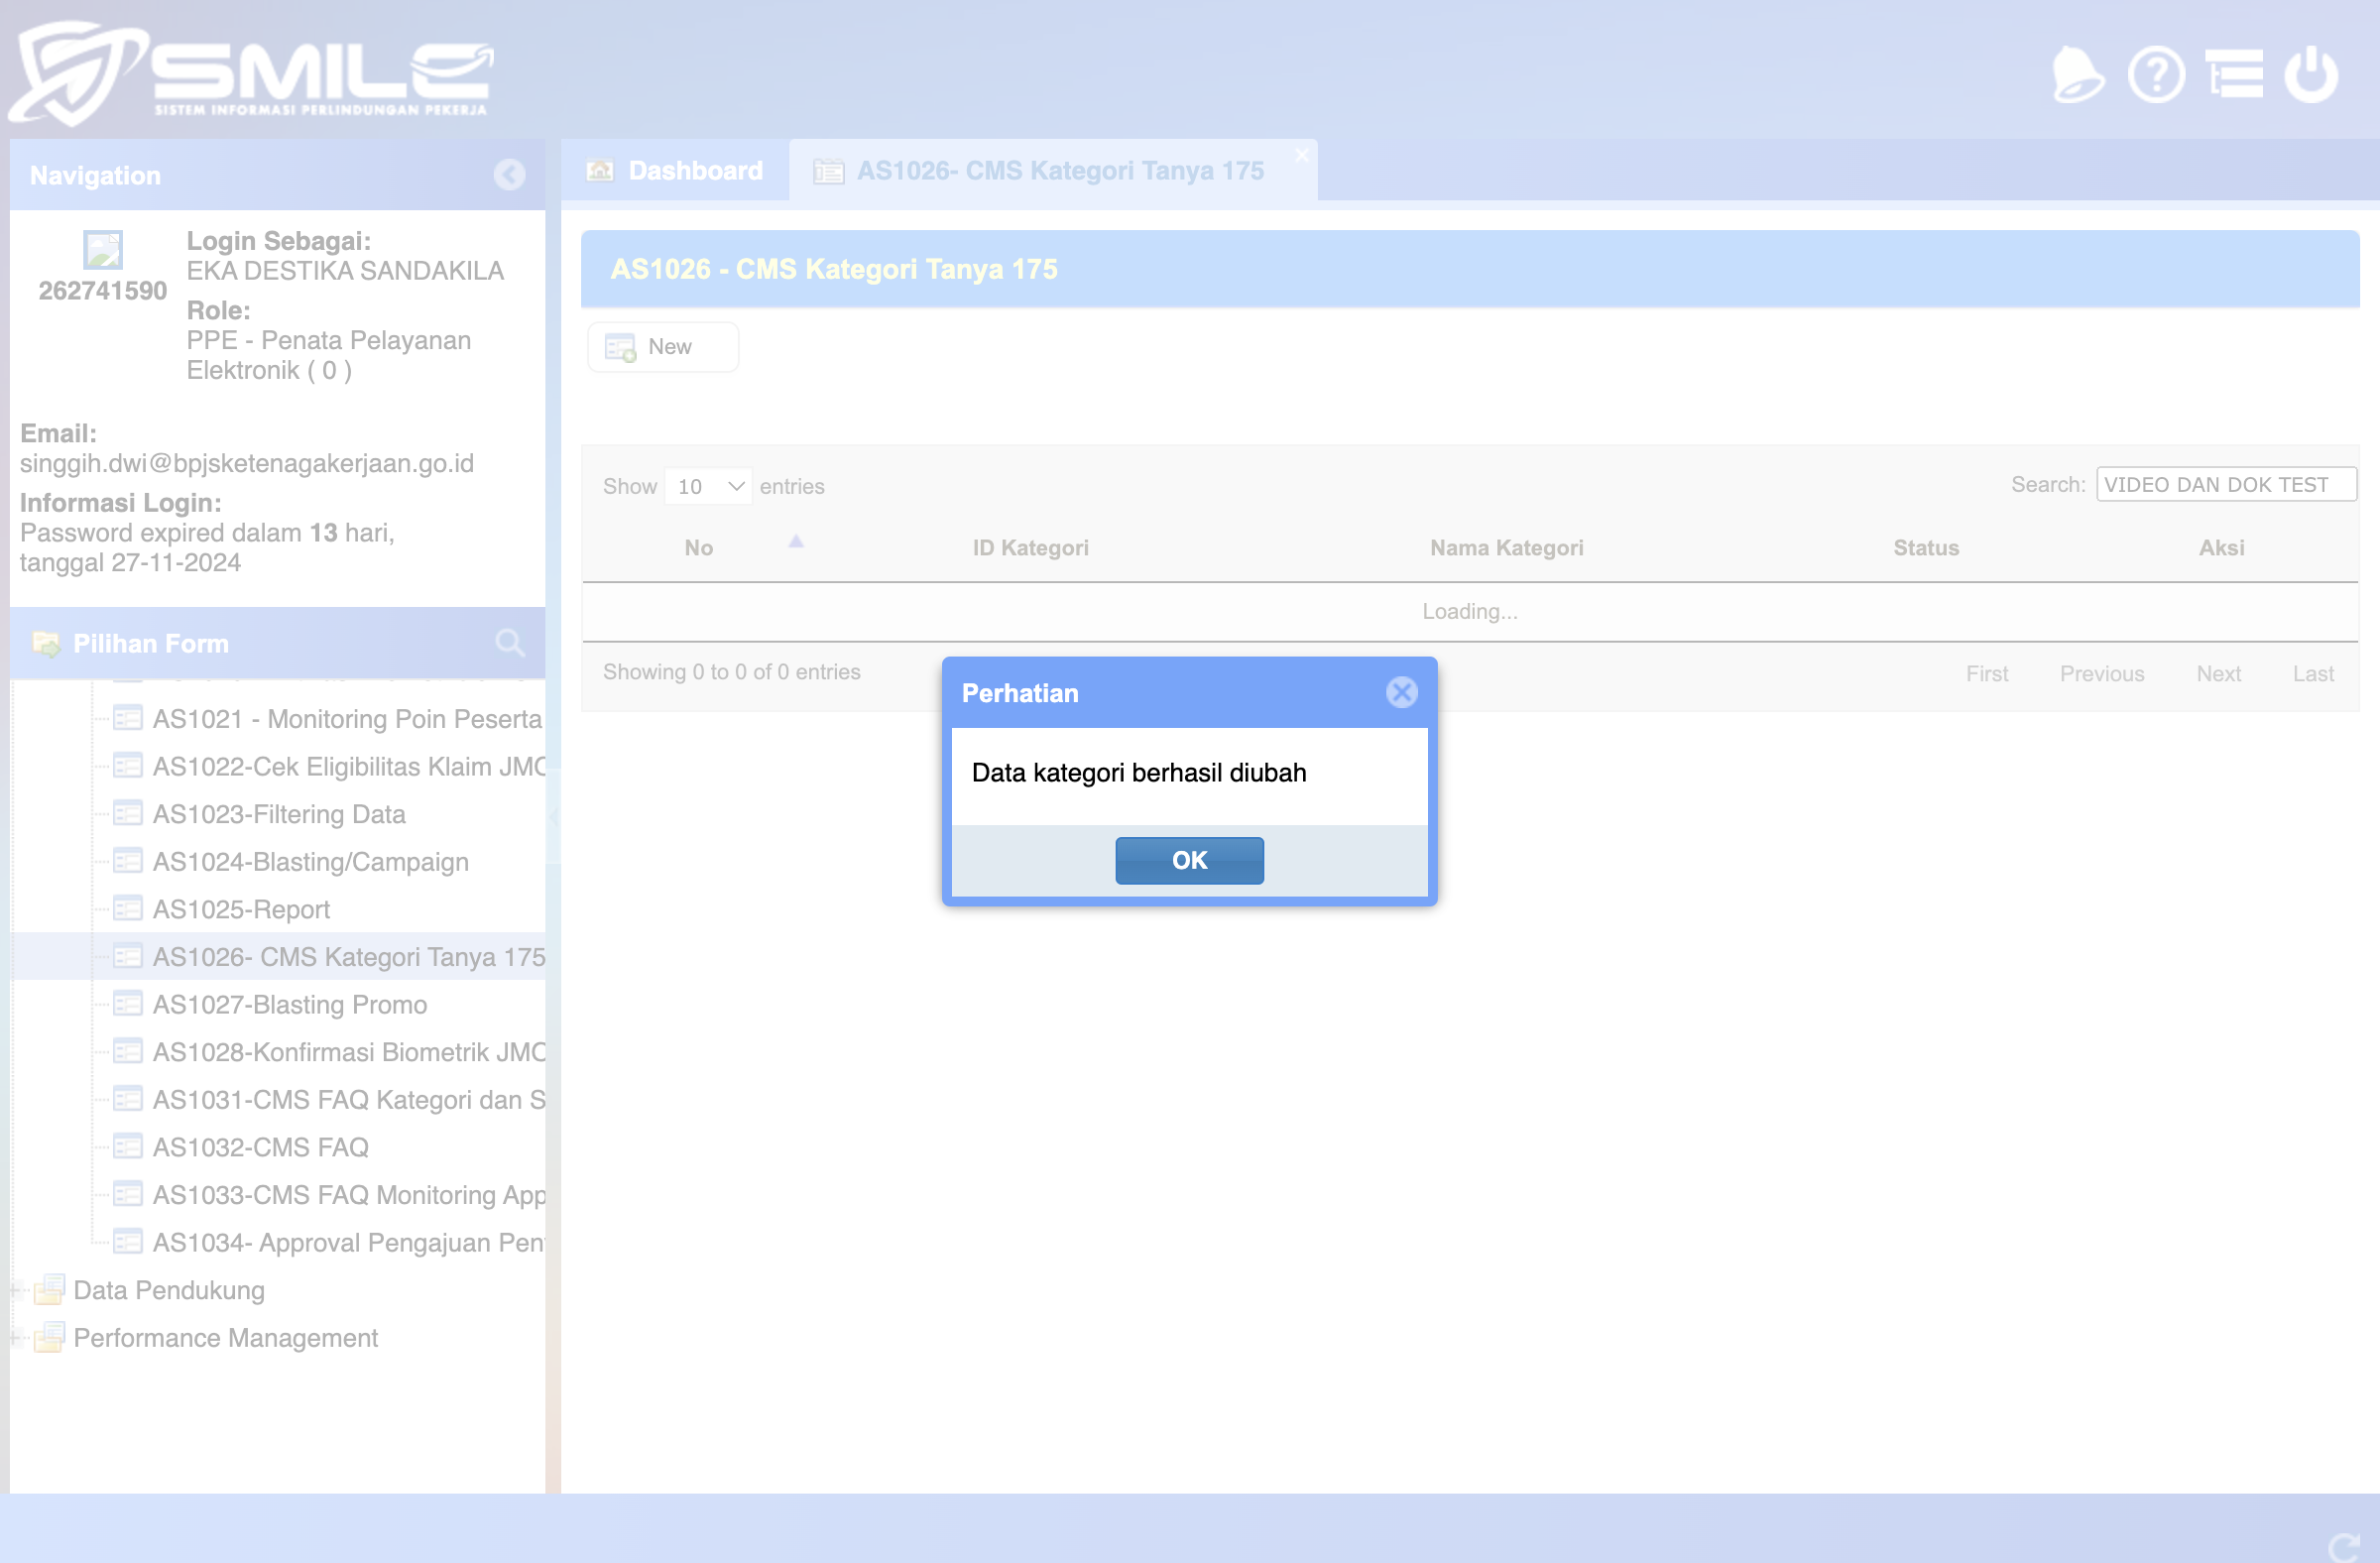 SMILE
SISTEM INFORMASI PERLINDUNGAN PEKERJA
Navigation
262741590
Login Sebagai:
EKA DESTIKA SANDAKILA
Role:
PPE - Penata Pelayanan
Elektronik ( 0 )
Email:
singgih.dwi@bpjsketenagakerjaan.go.id
Informasi Login:
Password expired dalam 13 hari,
tanggal 27-11-2024
Pilihan Form
AS1021 - Monitoring Poin Peserta
AS1022-Cek Eligibilitas Klaim JMO
AS1023-Filtering Data
AS1024-Blasting/Campaign
AS1025-Report
AS1026- CMS Kategori Tanya 175
AS1027-Blasting Promo
AS1028-Konfirmasi Biometrik JMO
AS1031-CMS FAQ Kategori dan S
AS1032-CMS FAQ
AS1033-CMS FAQ Monitoring App
AS1034- Approval Pengajuan Pen
Data Pendukung
Performance Management
Dashboard
AS1026- CMS Kategori Tanya 175
AS1026 - CMS Kategori Tanya 175
New
Show 10 entries
Search: VIDEO DAN DOK TEST
No ID Kategori Nama Kategori Status Aksi
Loading...
Showing 0 to 0 of 0 entries
First Previous Next Last
Perhatian
Data kategori berhasil diubah
OK